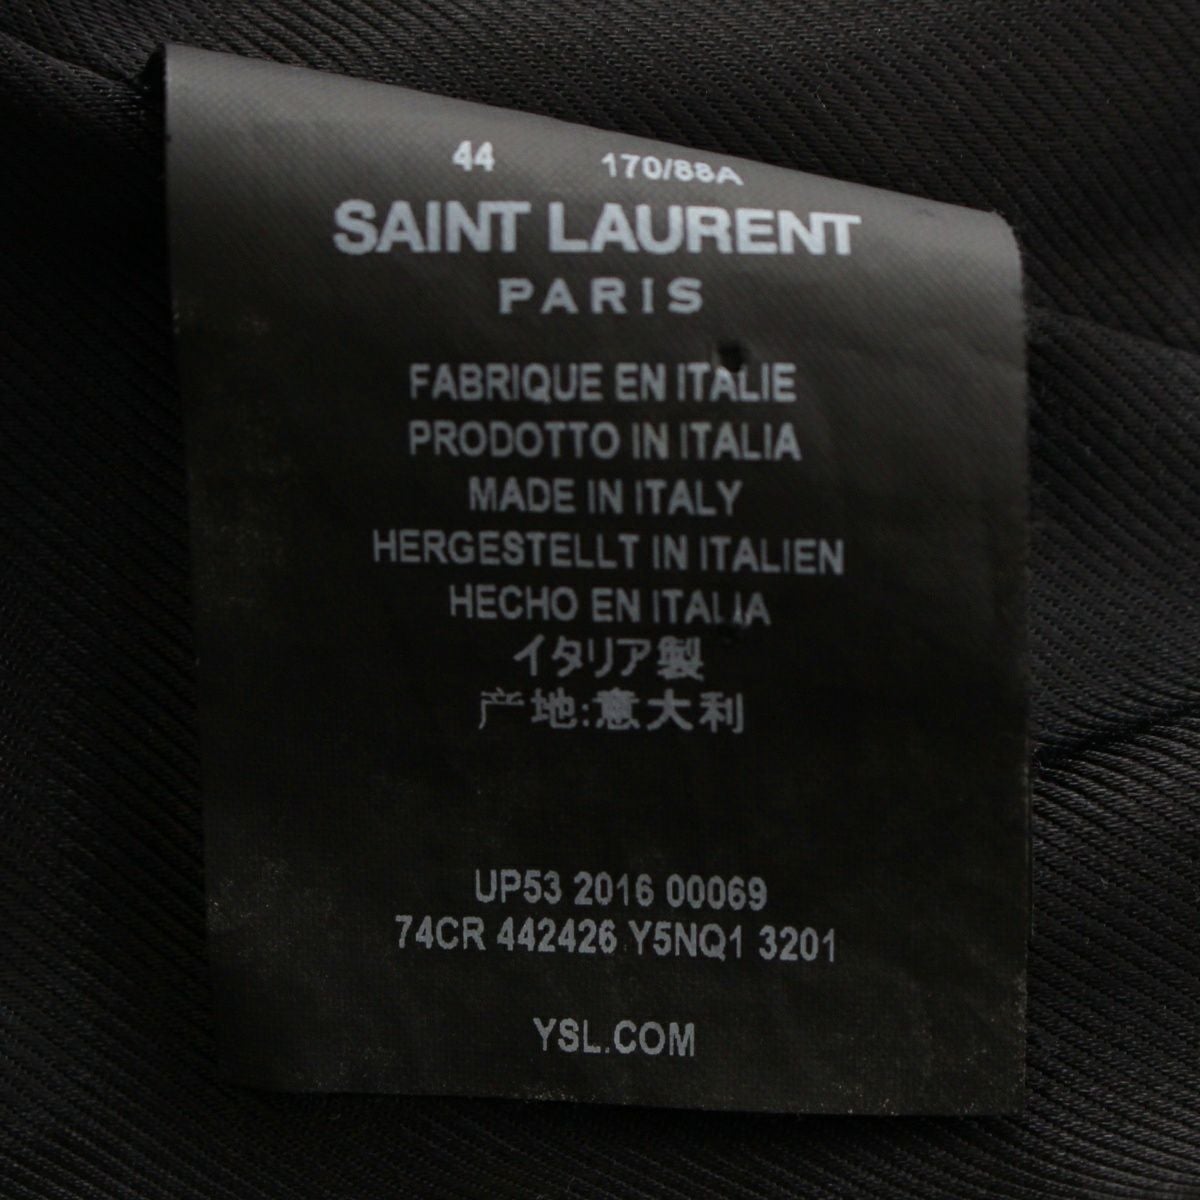 44 170/88A
SAINT LAURENT
PARIS
FABRIQUE EN ITALIE
PRODOTTO IN ITALIA
MADE IN ITALY
HERGESTELLT IN ITALIEN
HECHO EN ITALIA
イタリア製
产地:意大利
UP53 2016 00069
74CR 442426 Y5NQ1 3201
YSL.COM